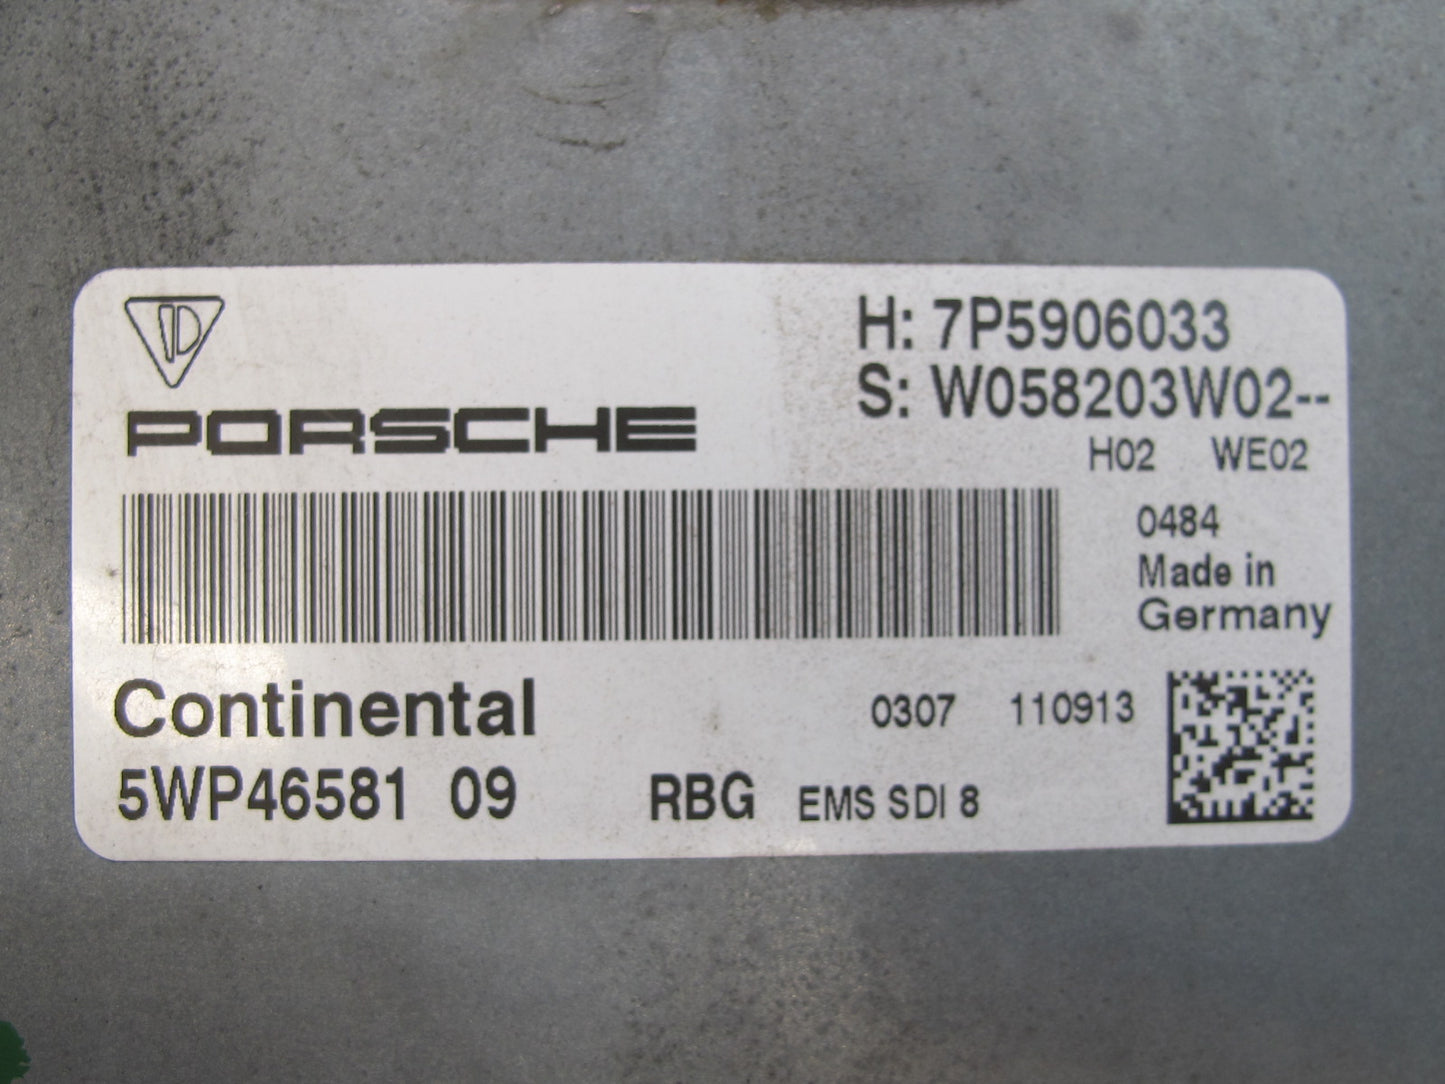 PORSCHE
H: 7P5906033
S: W058203W02--
H02 WE02
0484
Made in
Germany
Continental
0307 110913
5WP46581 09 RBG EMS SDI 8